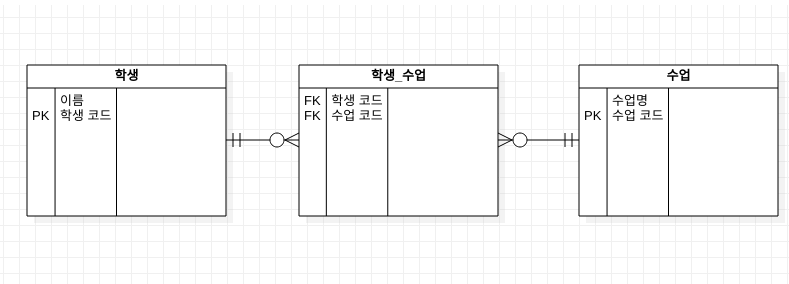 학생
이름
PK 학생 코드
학생_수업
FK 학생 코드
FK 수업 코드
수업
수업명
PK 수업 코드